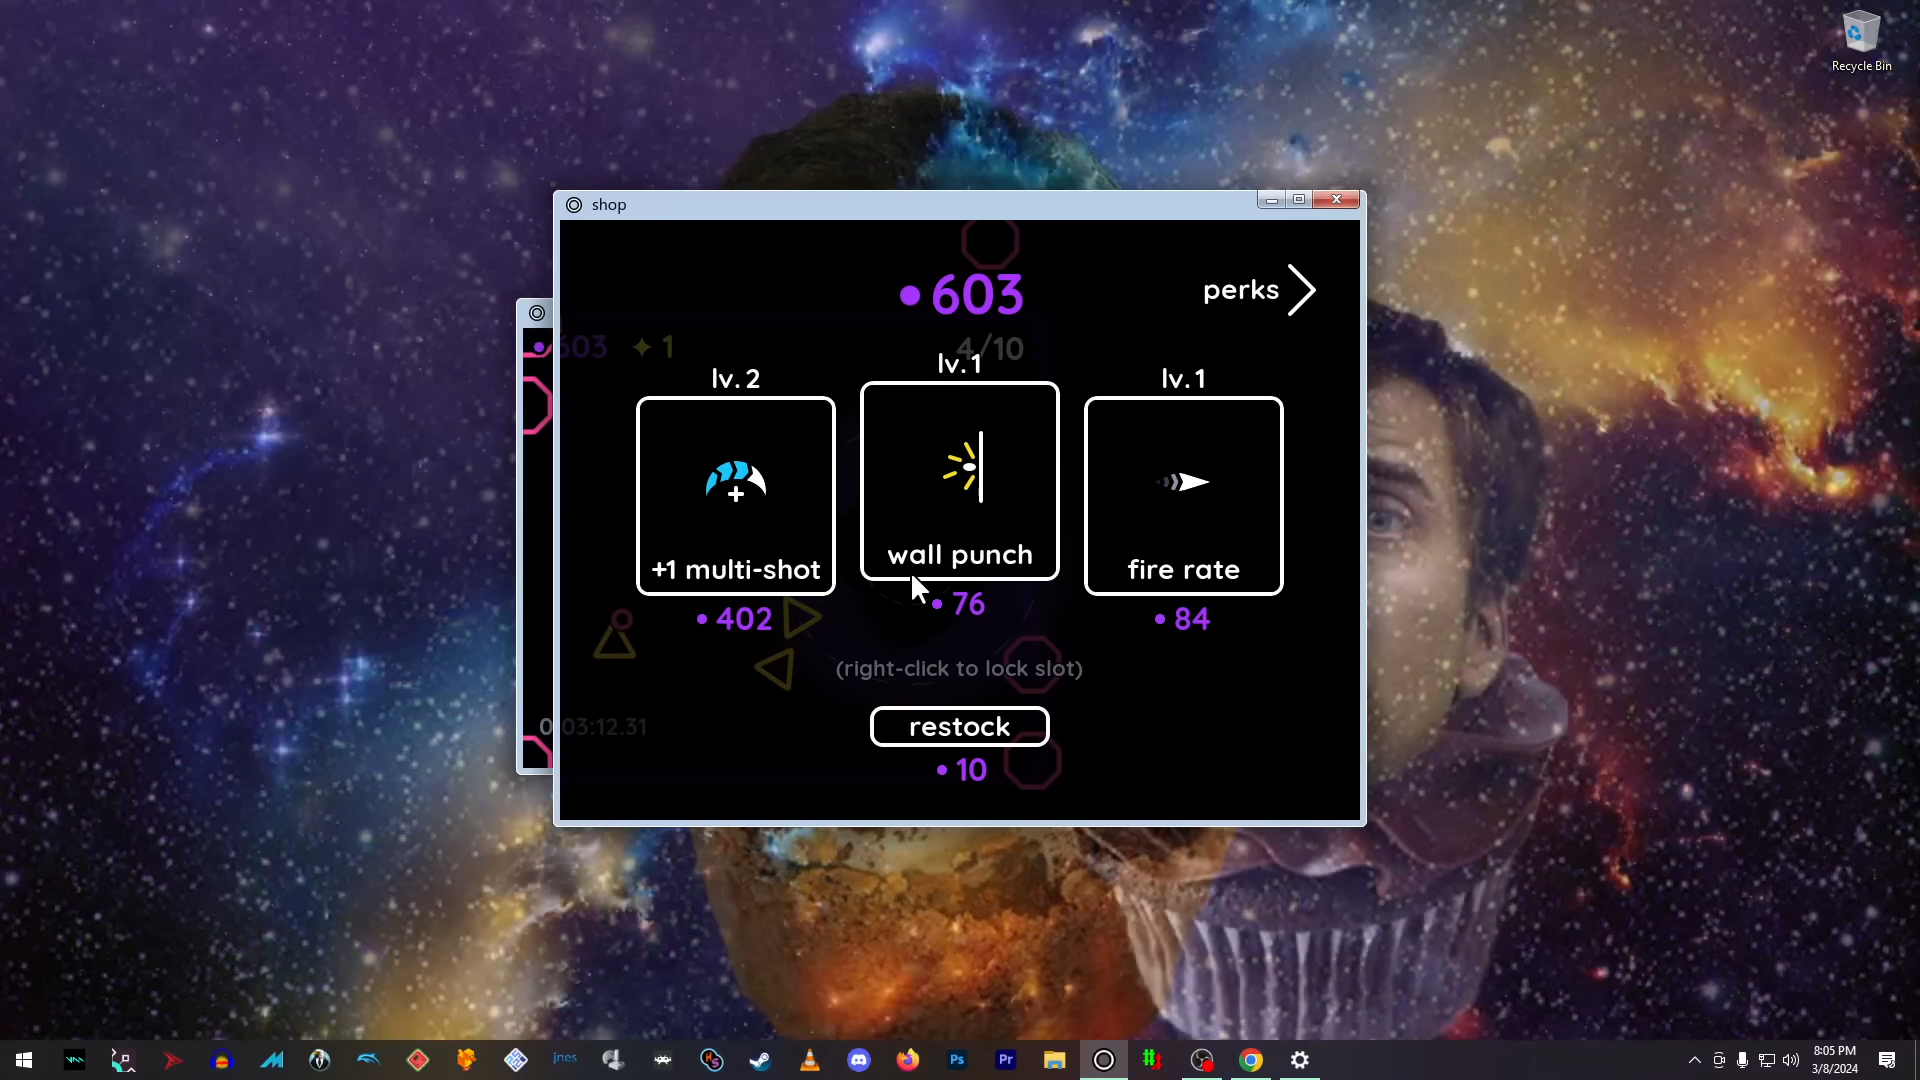 Recycle Bin
shop
603
perks
603
1
4/10
lv. 2
lv. 1
lv. 1
+1 multi-shot
wall punch
fire rate
402
76
84
(right-click to lock slot)
0:03:12.31
restock
10
jnes
Ps
Pr
8:05 PM
3/8/2024